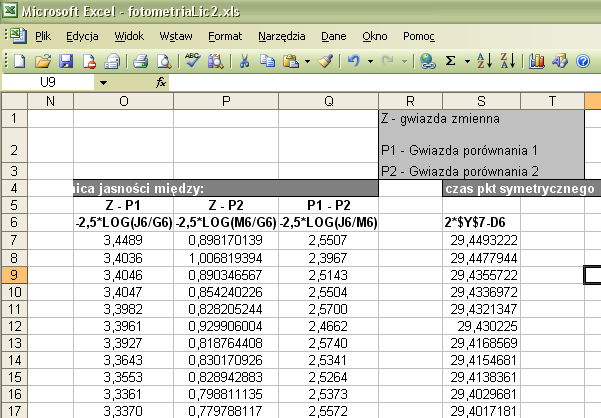 Microsoft Excel - fotometriaLic2.xls
Plik Edycja Widok Wstaw Format Narzędzia Dane Okno Pomoc
U9 fx
N O P Q R S T
1 Z - gwiazda zmienna
2 P1 - Gwiazda porównania 1
3 P2 - Gwiazda porównania 2
4 nica jasności między: czas pkt symetrycznego
5 Z - P1 Z - P2 P1 - P2
6 -2,5*LOG(J6/G6) -2,5*LOG(M6/G6) -2,5*LOG(J6/M6) 2*$Y$7-D6
7 3,4489 0,898170139 2,5507 29,4493222
8 3,4036 1,006819394 2,3967 29,4477944
9 3,4046 0,890346567 2,5143 29,4355722
10 3,4047 0,854240226 2,5504 29,4336972
11 3,3982 0,828205244 2,5700 29,4321347
12 3,3961 0,929906004 2,4662 29,430225
13 3,3927 0,818764408 2,5740 29,4168569
14 3,3643 0,830170926 2,5341 29,4154681
15 3,3553 0,828942883 2,5264 29,4138361
16 3,3361 0,798811135 2,5373 29,4029681
17 3,3370 0,779788117 2,5572 29,4017181